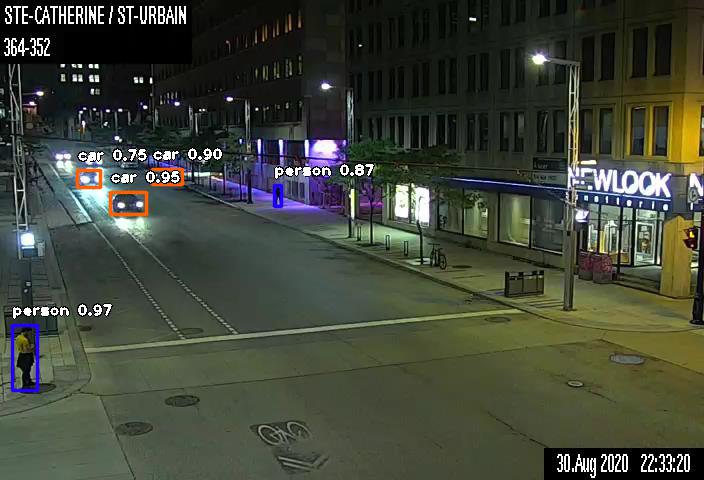 STE-CATHERINE / ST-URBAIN
364-352
car 0.75 car 0.90
car 0.95
person 0.87
NEWLOOK
person 0.97
30.Aug 2020 22:33:20